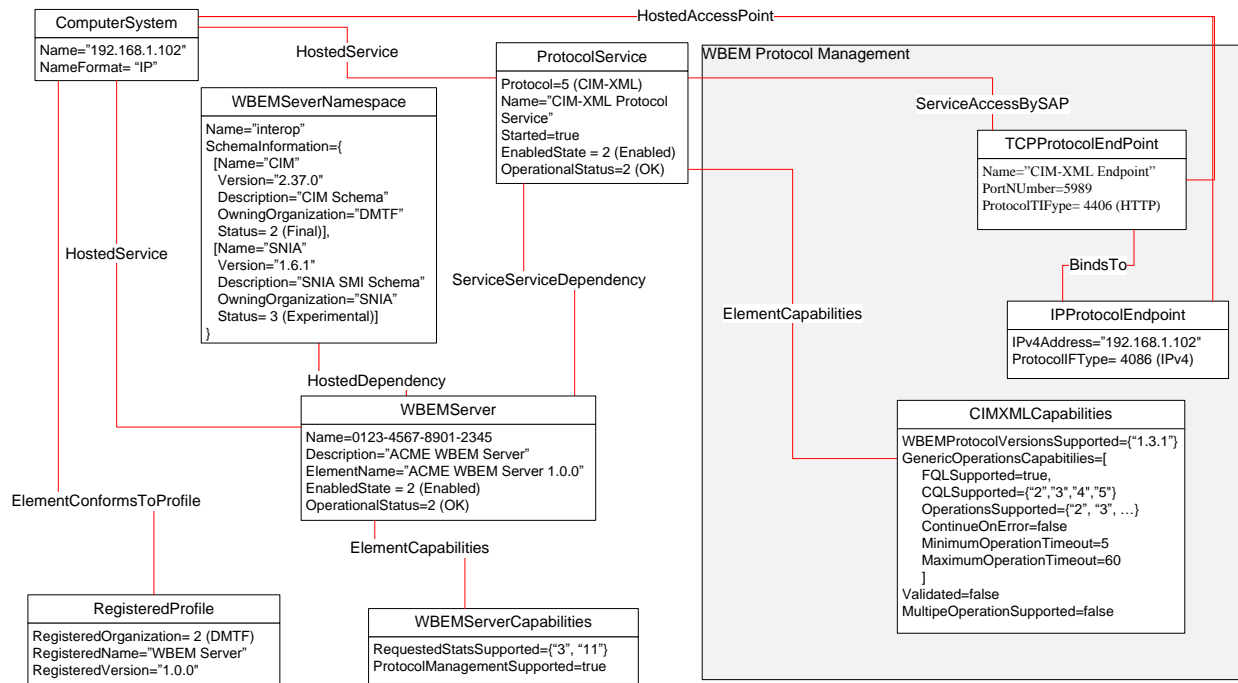 ComputerSystem
Name="192.168.1.102"
NameFormat= “IP”
HostedAccessPoint
HostedService
ProtocolService
Protocol=5 (CIM-XML)
Name=”CIM-XML Protocol
Service”
Started=true
EnabledState = 2 (Enabled)
OperationalStatus=2 (OK)
WBEM Protocol Management
ServiceAccessBySAP
TCPProtocolEndPoint
Name=”CIM-XML Endpoint”
PortNUmber=5989
ProtocolTIFype= 4406 (HTTP)
WBEMSeverNamespace
Name=”interop”
SchemaInformation={
[Name=”CIM”
Version=”2.37.0”
Description=”CIM Schema”
OwningOrganization=”DMTF”
Status= 2 (Final)],
[Name=”SNIA”
Version=”1.6.1"
Description=”SNIA SMI Schema”
OwningOrganization=”SNIA”
Status= 3 (Experimental)]
}
HostedService
ServiceServiceDependency
BindsTo
ElementCapabilities
IPProtocolEndpoint
IPv4Address=”192.168.1.102"
ProtocolIFType= 4086 (IPv4)
HostedDependency
WBEMServer
Name=0123-4567-8901-2345
Description=”ACME WBEM Server”
ElementName=”ACME WBEM Server 1.0.0”
EnabledState = 2 (Enabled)
OperationalStatus=2 (OK)
CIMXMLCapabilities
WBEMProtocolVersionsSupported={“1.3.1”}
GenericOperationsCapabitilies=[
FQLSupported=true,
CQLSupported={“2”,”3”,”4”,”5"}
OperationsSupported={“2”, “3”, …}
ContinueOnError=false
MinimumOperationTimeout=5
MaximumOperationTimeout=60
]
Validated=false
MultipeOperationSupported=false
ElementConformsToProfile
ElementCapabilities
RegisteredProfile
RegisteredOrganization= 2 (DMTF)
RegisteredName=”WBEM Server”
RegisteredVersion=”1.0.0"
WBEMServerCapabilities
RequestedStatsSupported={“3”, “11”}
ProtocolManagementSupported=true